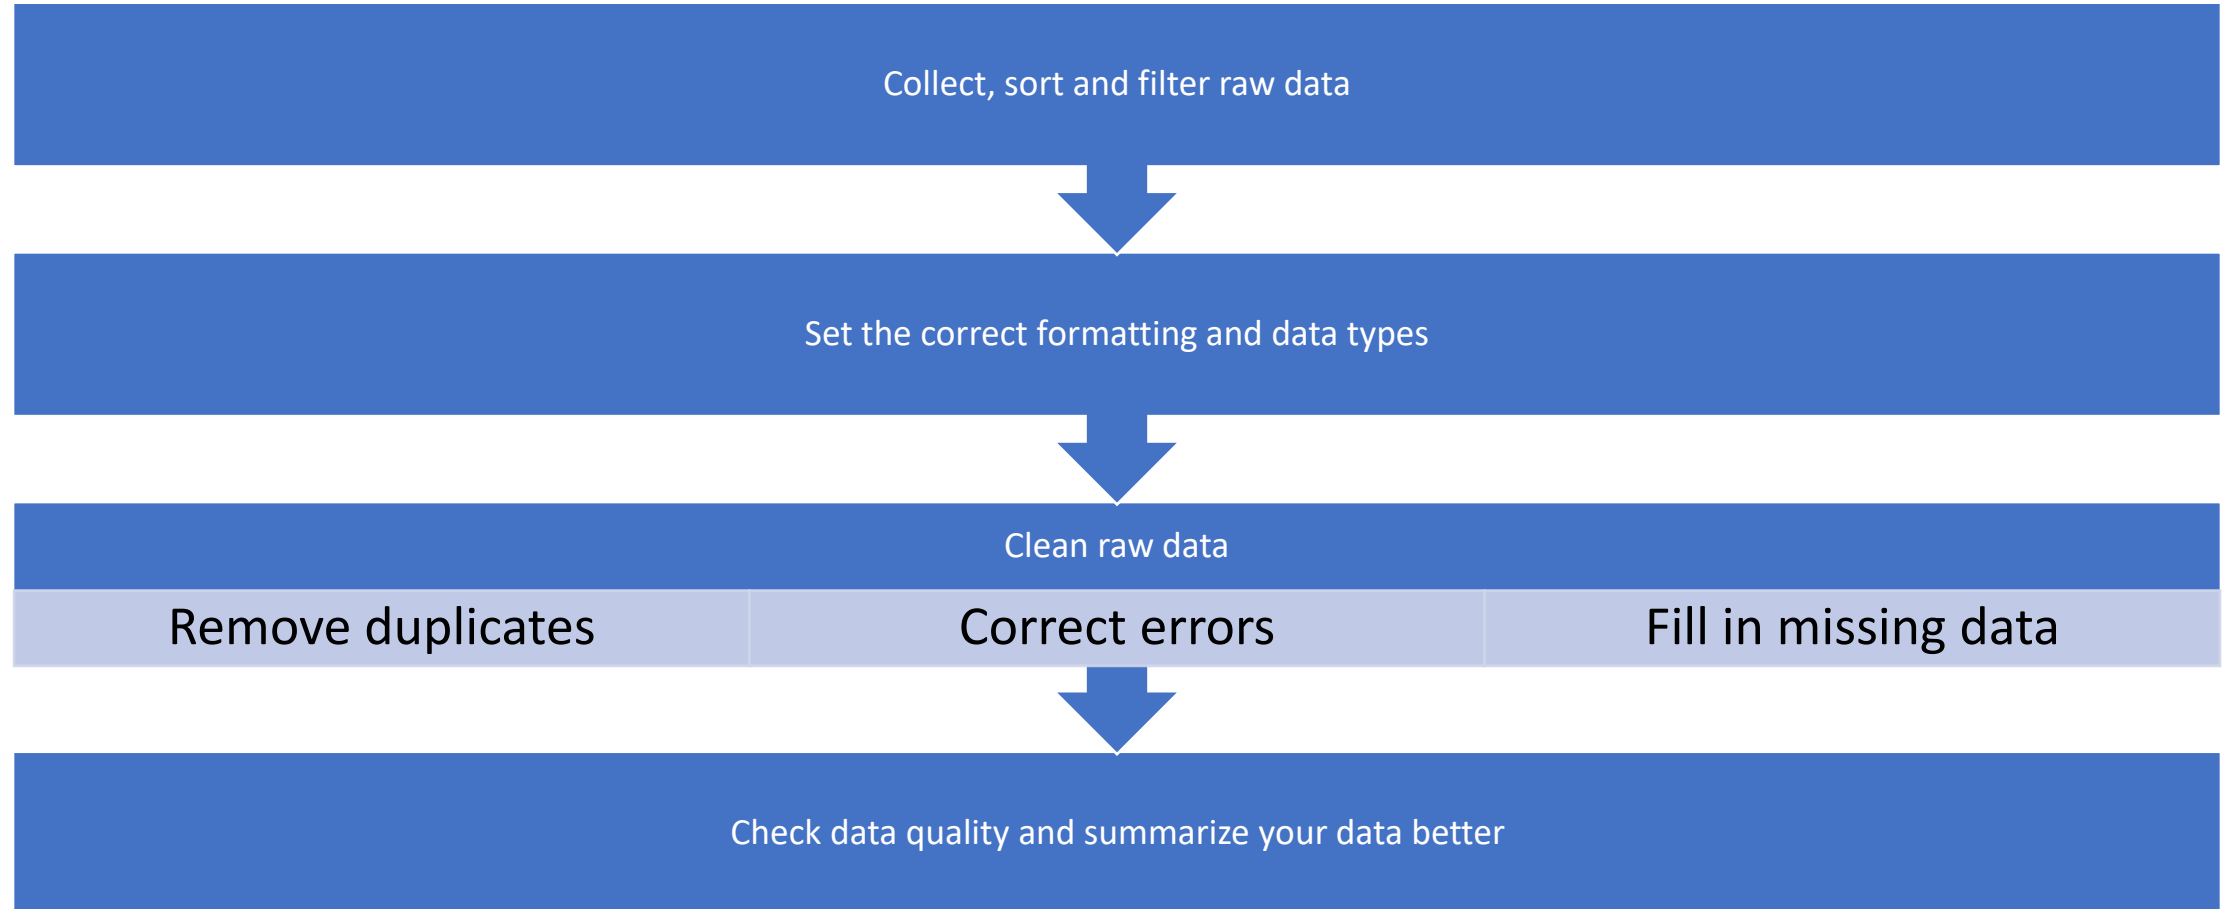 Collect, sort and filter raw data
Set the correct formatting and data types
Clean raw data
Remove duplicates
Correct errors
Fill in missing data
Check data quality and summarize your data better